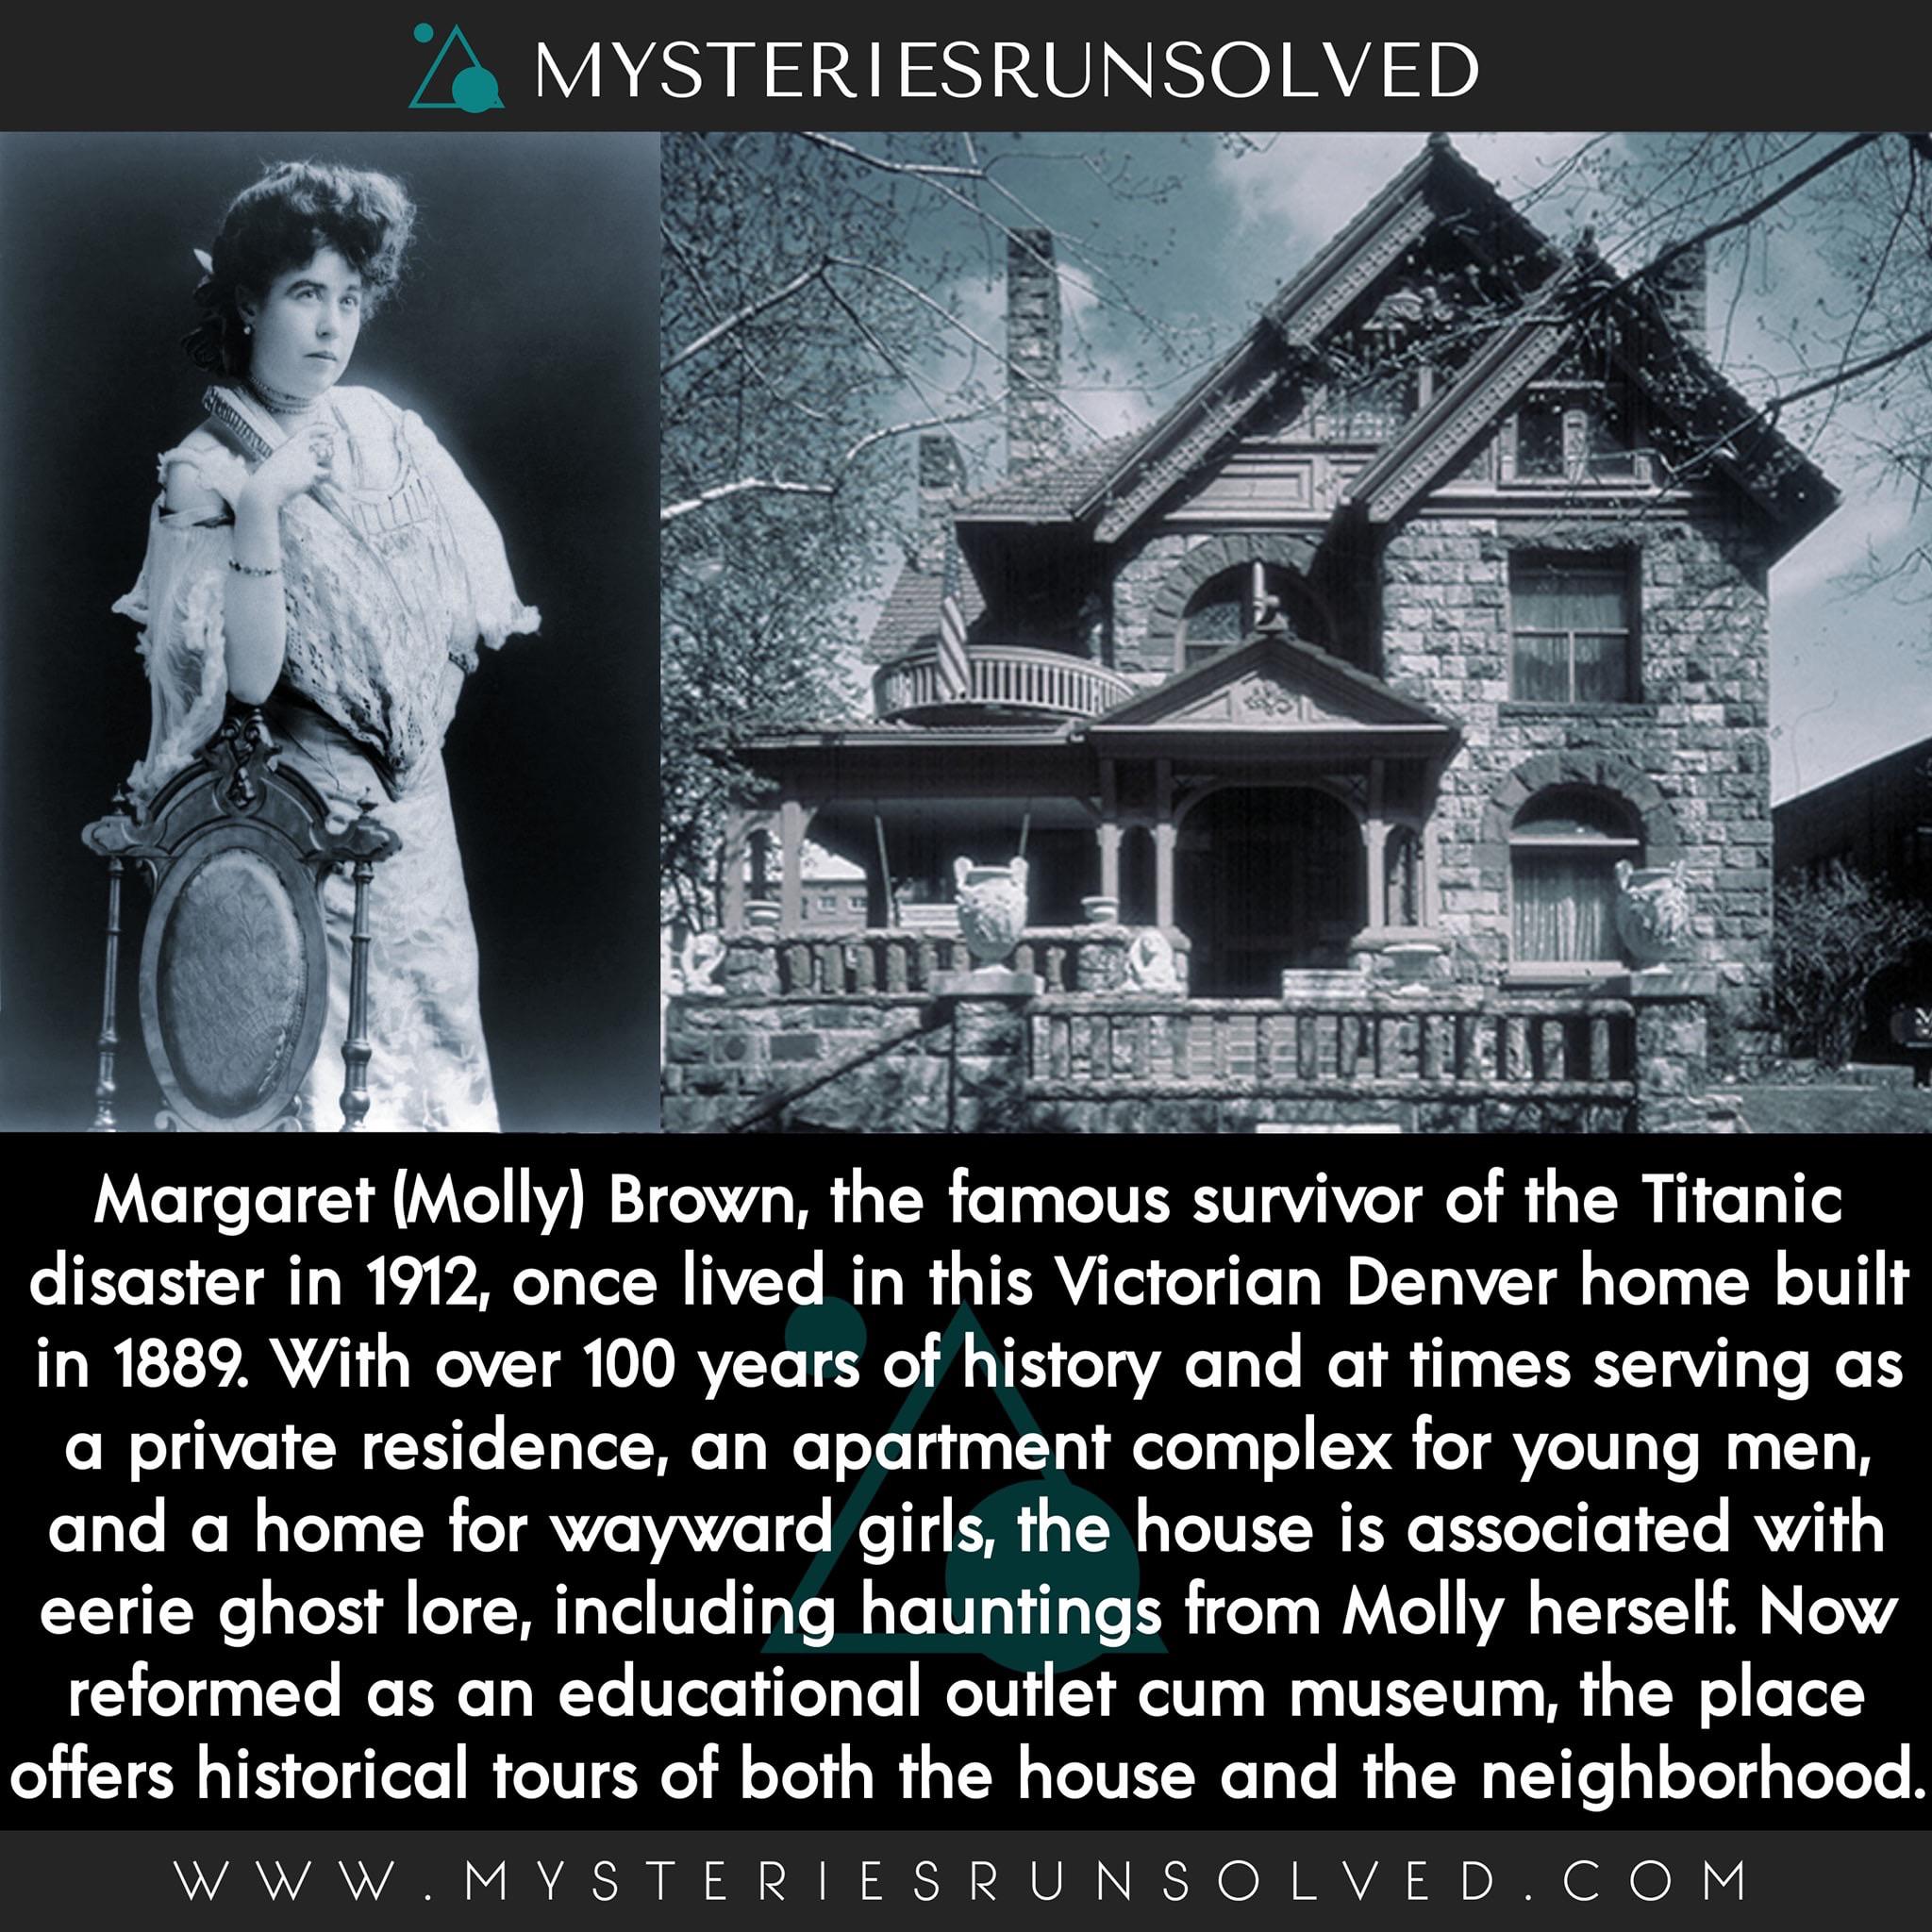 MYSTERIESRUNSOLVED
Margaret (Molly) Brown, the famous survivor of the Titanic
disaster in 1912, once lived in this Victorian Denver home built
in 1889. With over 100 years of history and at times serving as
a private residence, an apartment complex for young men,
and a home for wayward girls, the house is associated with
eerie ghost lore, including hauntings from Molly herself. Now
reformed as an educational outlet cum museum, the place
offers historical tours of both the house and the neighborhood.
WWW.MYSTERIESRUNSOLVED.COM